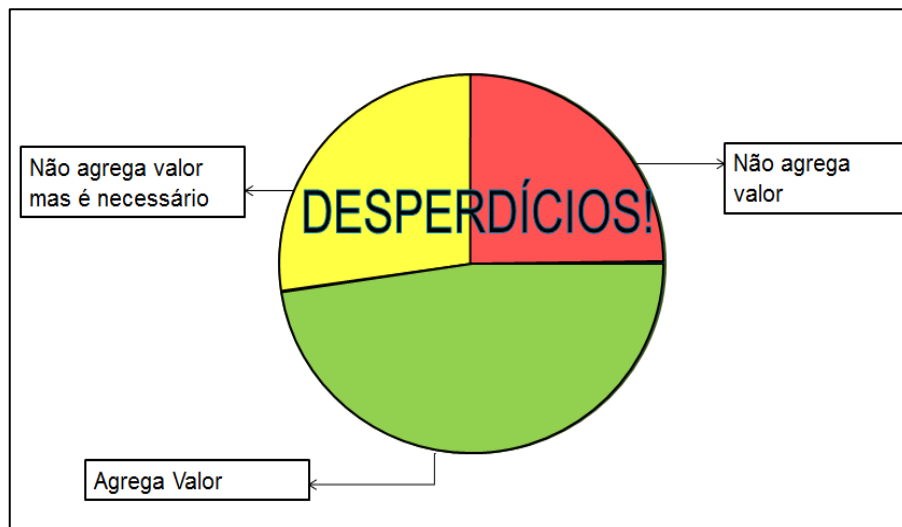 Não agrega valor
mas é necessário
DESPERDÍCIOS!
Não agrega
valor
Agrega Valor